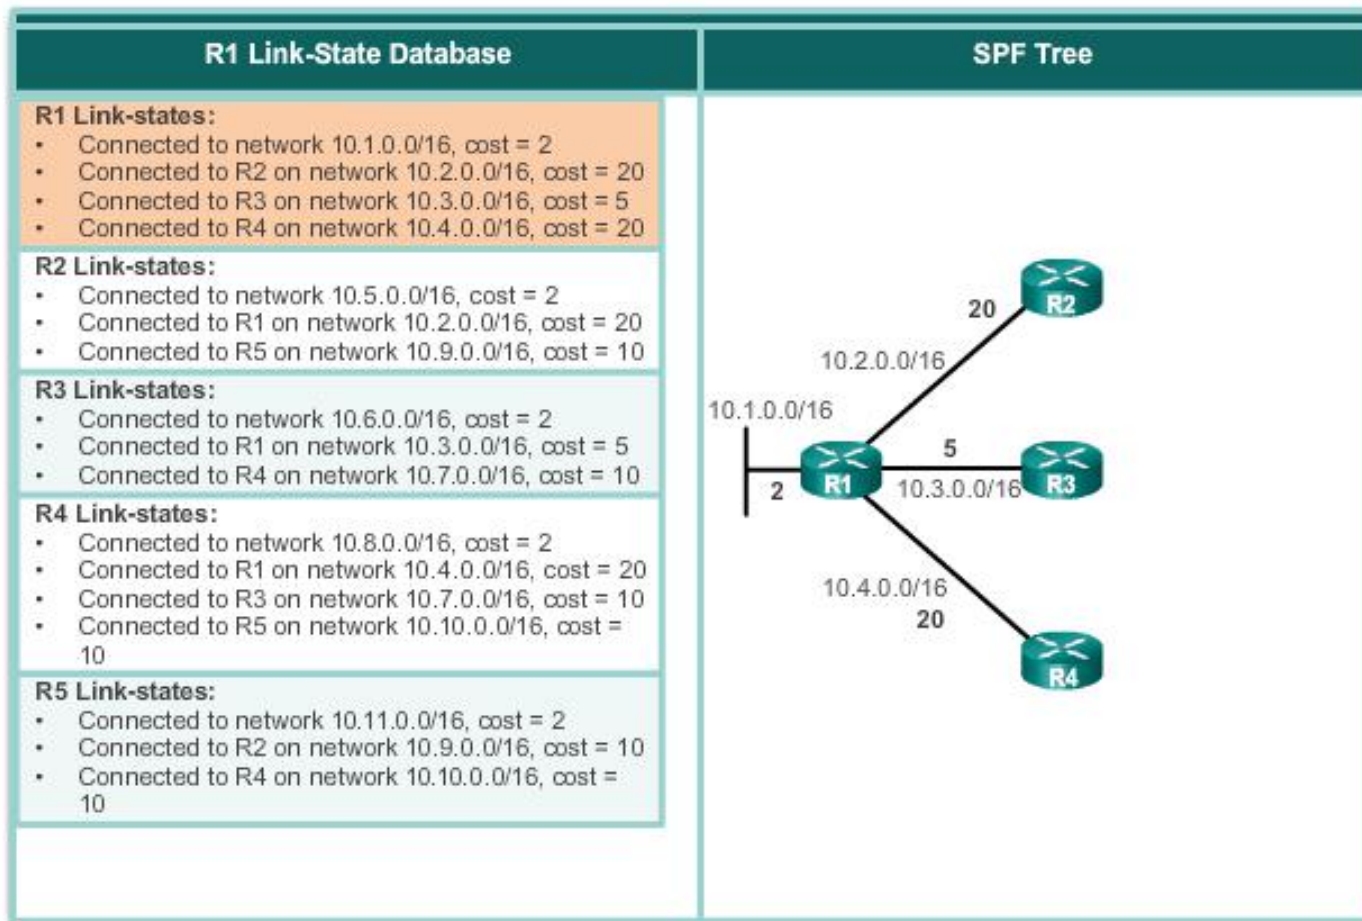 R1 Link-State Database
SPF Tree
R1 Link-states:
• Connected to network 10.1.0.0/16, cost = 2
• Connected to R2 on network 10.2.0.0/16, cost = 20
• Connected to R3 on network 10.3.0.0/16, cost = 5
• Connected to R4 on network 10.4.0.0/16, cost = 20
R2 Link-states:
• Connected to network 10.5.0.0/16, cost = 2
• Connected to R1 on network 10.2.0.0/16, cost = 20
• Connected to R5 on network 10.9.0.0/16, cost = 10
R3 Link-states:
• Connected to network 10.6.0.0/16, cost = 2
• Connected to R1 on network 10.3.0.0/16, cost = 5
• Connected to R4 on network 10.7.0.0/16, cost = 10
R4 Link-states:
• Connected to network 10.8.0.0/16, cost = 2
• Connected to R1 on network 10.4.0.0/16, cost = 20
• Connected to R3 on network 10.7.0.0/16, cost = 10
• Connected to R5 on network 10.10.0.0/16, cost =
10
R5 Link-states:
• Connected to network 10.11.0.0/16, cost = 2
• Connected to R2 on network 10.9.0.0/16, cost = 10
• Connected to R4 on network 10.10.0.0/16, cost =
10
R2
20
10.2.0.0/16
10.1.0.0/16
2
R1
5
10.3.0.0/16
R3
10.4.0.0/16
20
R4